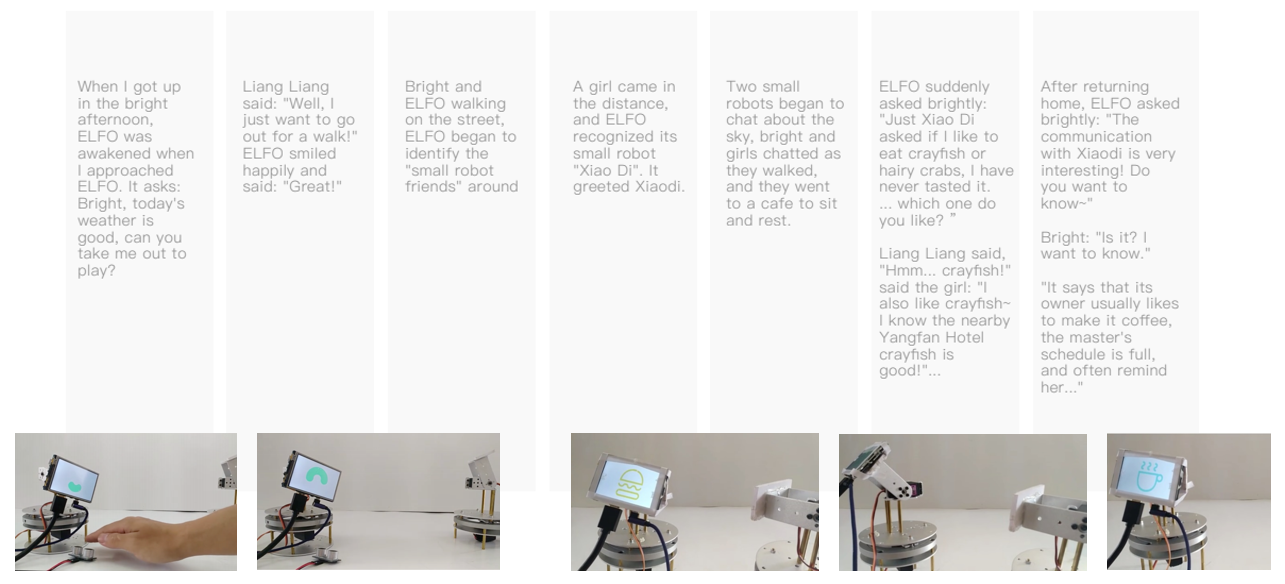 When I got up
in the bright
afternoon,
ELFO was
awakened when
I approached
ELFO. It asks:
Bright, today's
weather is
good, can you
take me out to
play?
Liang Liang
said: "Well, I
just want to go
out for a walk!"
ELFO smiled
happily and
said: "Great!"
Bright and
ELFO walking
on the street,
ELFO began to
identify the
"small robot
friends" around
A girl came in
the distance,
and ELFO
recognized its
small robot
"Xiao Di". It
greeted Xiaodi.
Two small
robots began to
chat about the
sky, bright and
girls chatted as
they walked,
and they went
to a cafe to sit
and rest.
ELFO suddenly
asked brightly:
"Just Xiao Di
asked if I like to
eat crayfish or
hairy crabs, I have
never tasted it.
... which one do
you like? ”
Liang Liang said,
"Hmm... crayfish!"
said the girl: "I
also like crayfish~
I know the nearby
Yangfan Hotel
crayfish is
good!"...
After returning
home, ELFO asked
brightly: "The
communication
with Xiaodi is very
interesting! Do
you want to
know~"
Bright: "Is it? I
want to know."
"It says that its
owner usually likes
to make it coffee,
the master's
schedule is full,
and often remind
her..."